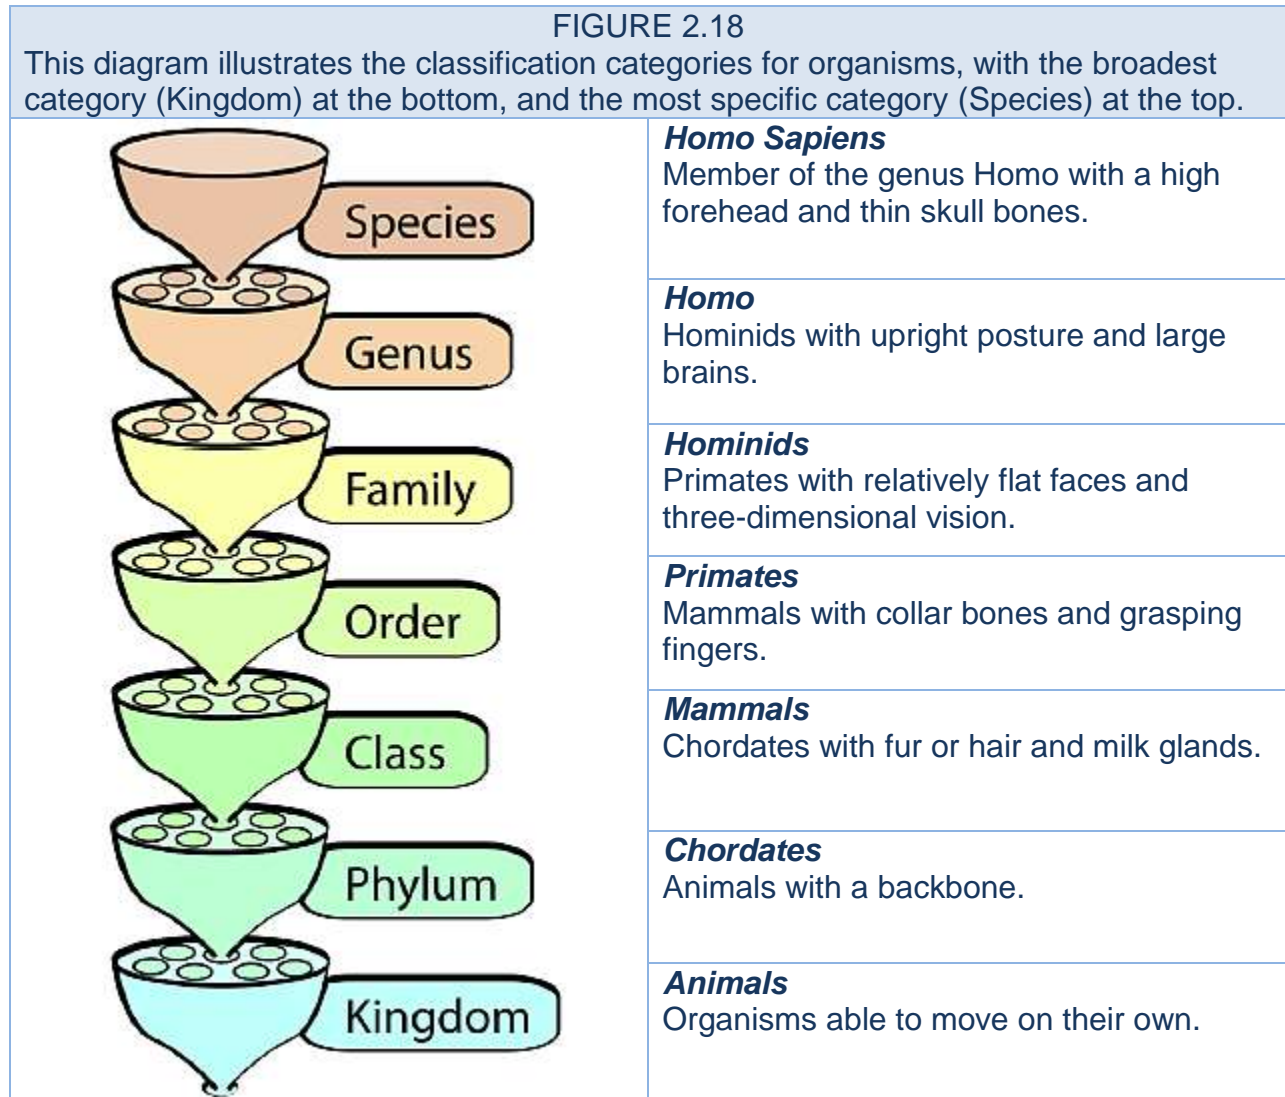 FIGURE 2.18
This diagram illustrates the classification categories for organisms, with the broadest
category (Kingdom) at the bottom, and the most specific category (Species) at the top.
Species
Homo Sapiens
Member of the genus Homo with a high
forehead and thin skull bones.
Genus
Homo
Hominids with upright posture and large
brains.
Family
Hominids
Primates with relatively flat faces and
three-dimensional vision.
Order
Primates
Mammals with collar bones and grasping
fingers.
Class
Mammals
Chordates with fur or hair and milk glands.
Phylum
Chordates
Animals with a backbone.
Kingdom
Animals
Organisms able to move on their own.